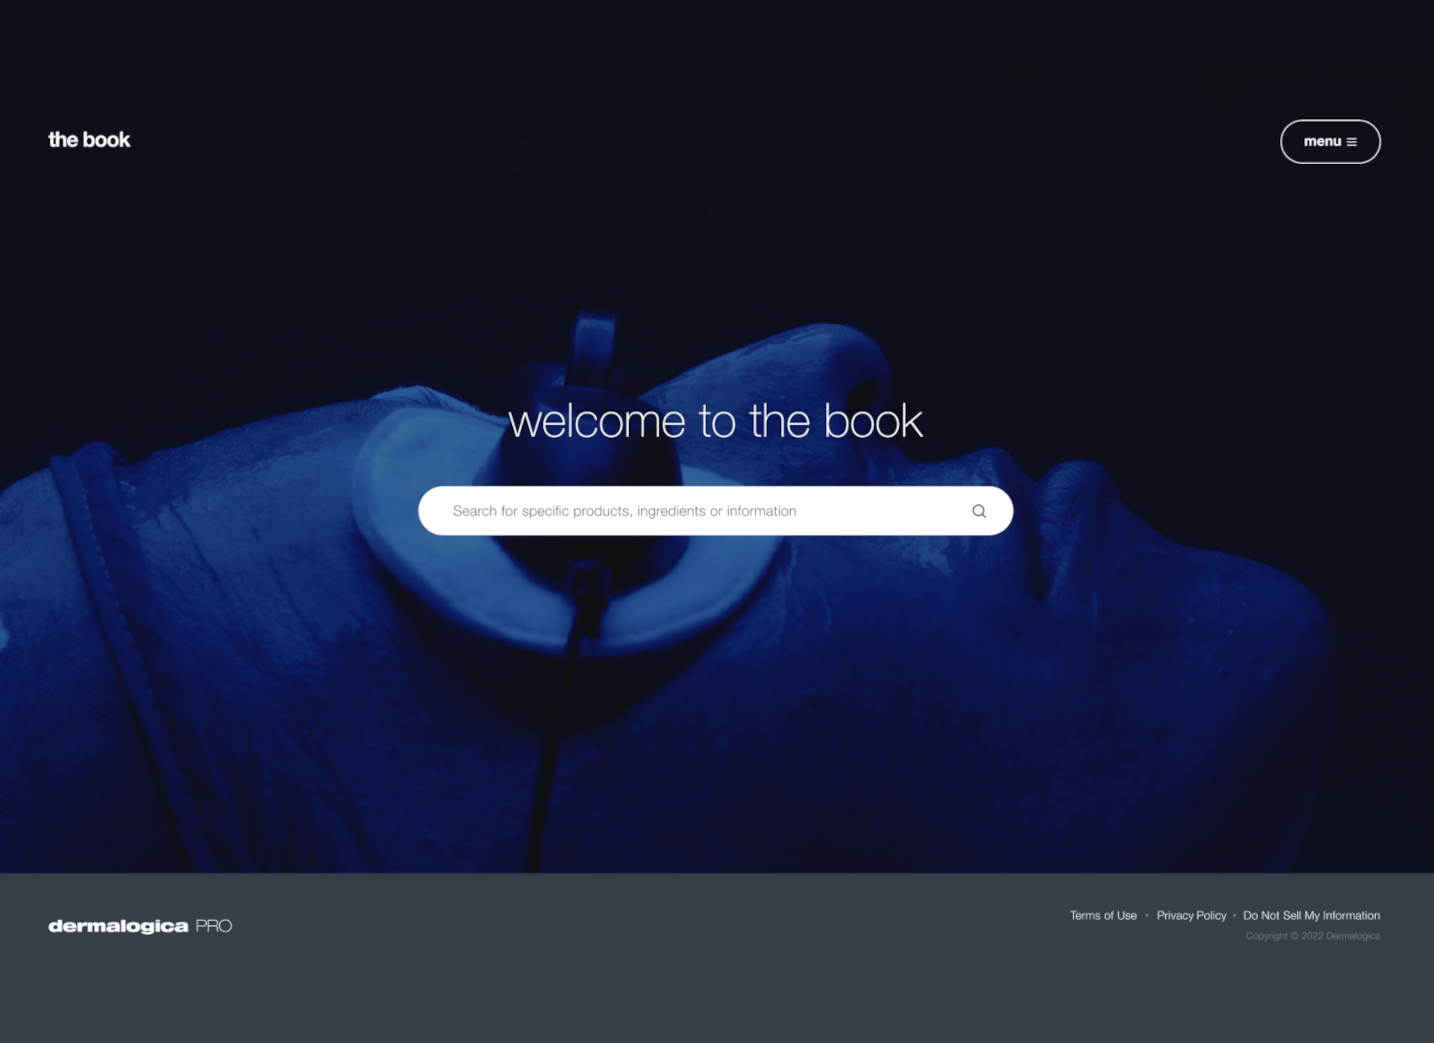 the book
menu
welcome to the book
Search for specific products, ingredients or information
dermalogica PRO
Terms of Use • Privacy Policy • Do Not Sell My Information
Copyright © 2022 Dermalogica